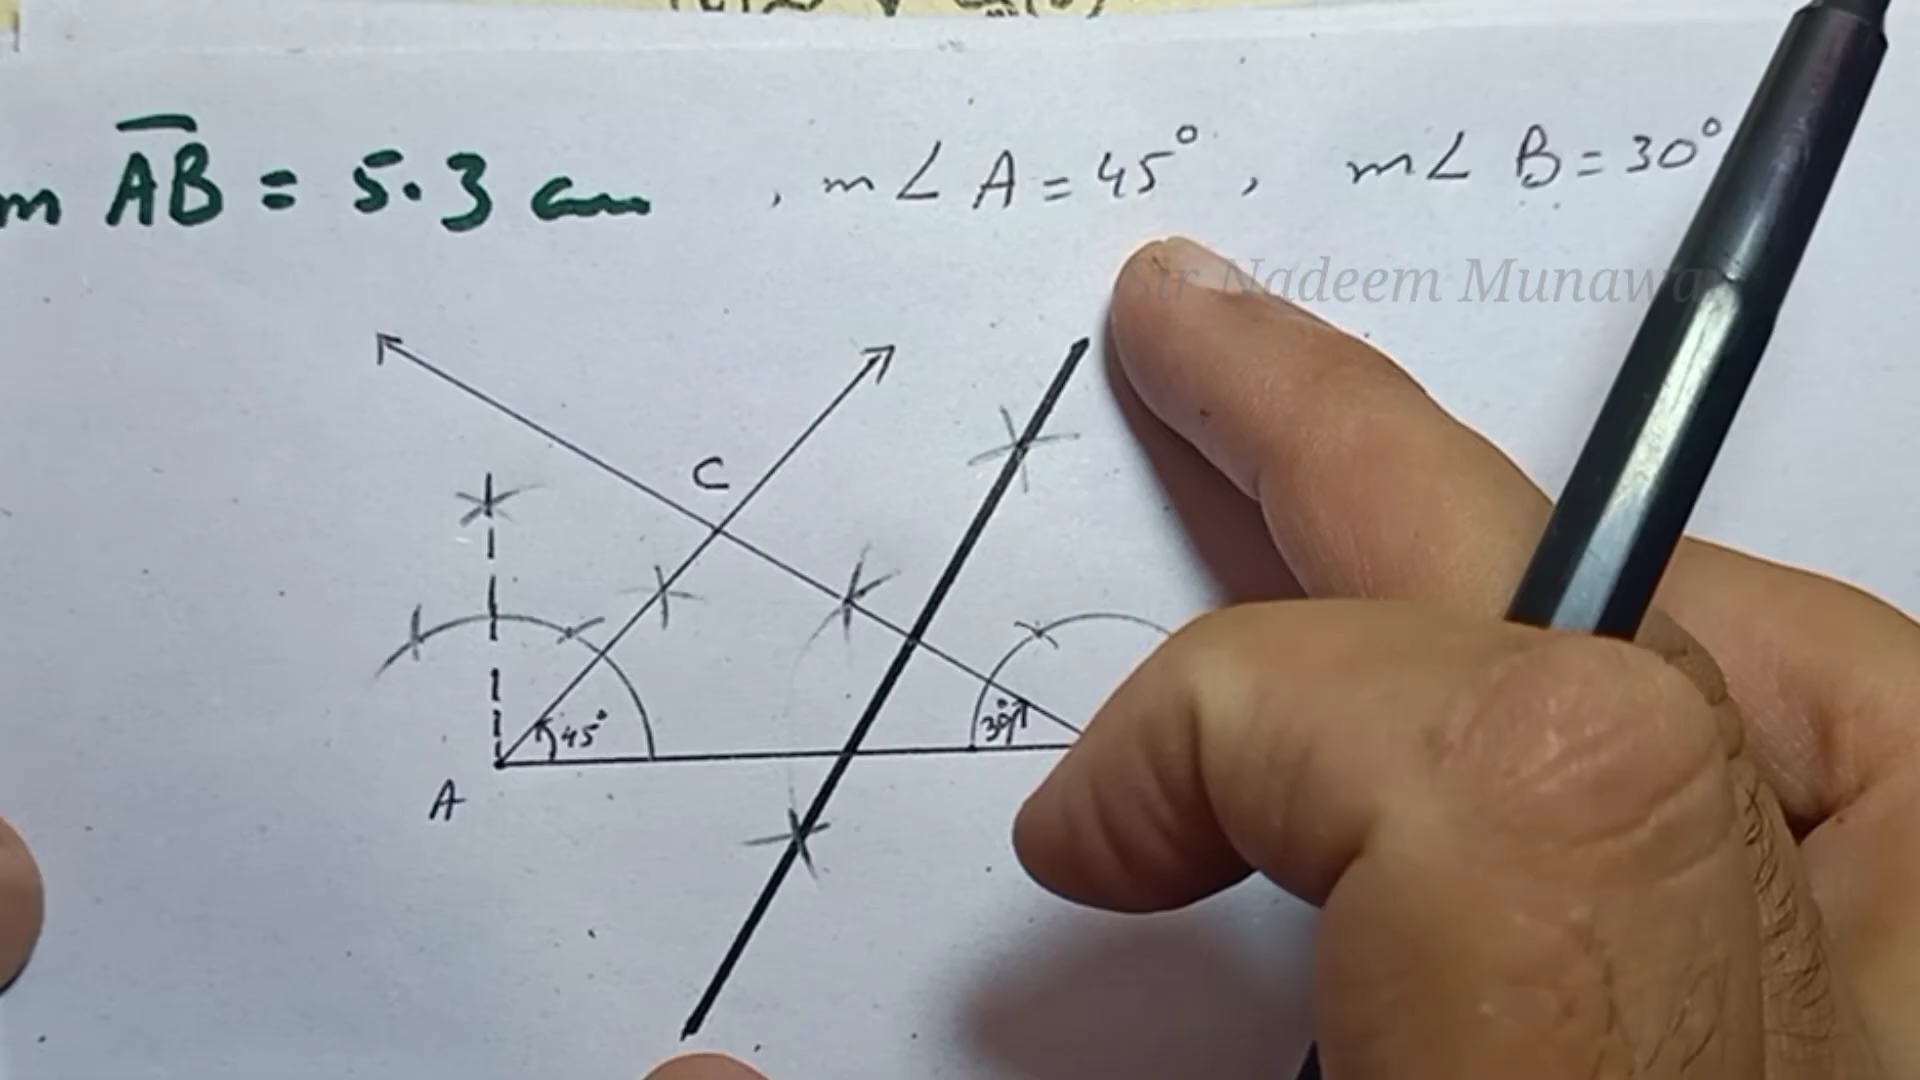 m AB = 5.3 cm , m∠ A = 45°, m∠ B = 30°
Sir Nadeem Munawar
C
45°
30°
A